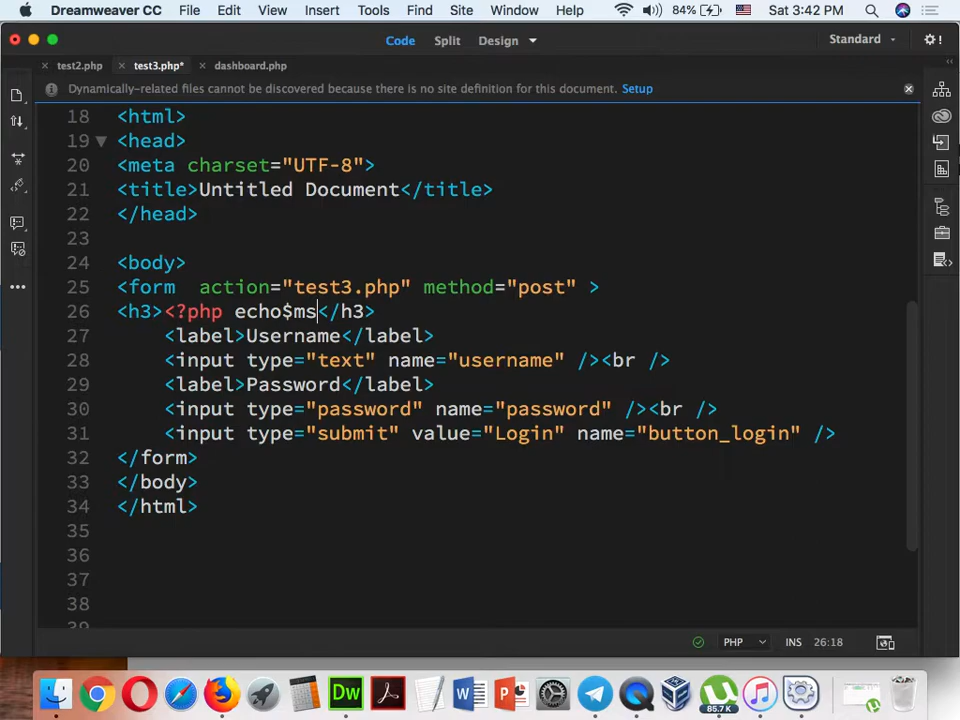 Dreamweaver CC File Edit View Insert Tools Find Site Window Help 84% Sat 3:42 PM
Code Split Design Standard
test2.php test3.php* dashboard.php
Dynamically-related files cannot be discovered because there is no site definition for this document. Setup
18 <html>
19 <head>
20 <meta charset="UTF-8">
21 <title>Untitled Document</title>
22 </head>
23
24 <body>
25 <form action="test3.php" method="post" >
26 <h3><?php echo$ms</h3>
27 <label>Username</label>
28 <input type="text" name="username" /><br />
29 <label>Password</label>
30 <input type="password" name="password" /><br />
31 <input type="submit" value="Login" name="button_login" />
32 </form>
33 </body>
34 </html>
35
36
37
38
39
PHP INS 26:18
Dw W P 85.7 K